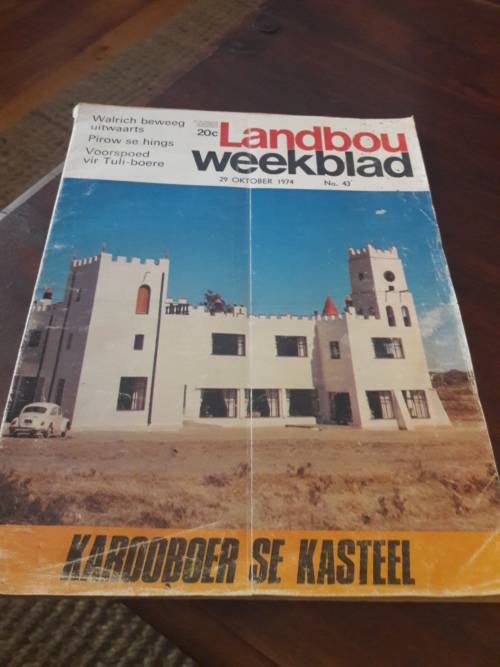 Walrich beweeg
uitwaarts
Pirow se hings
Voorspoed
vir Tuli-boere
20c
Landbou
weekblad
29 OKTOBER 1974 No. 43
KAROOBOER SE KASTEEL